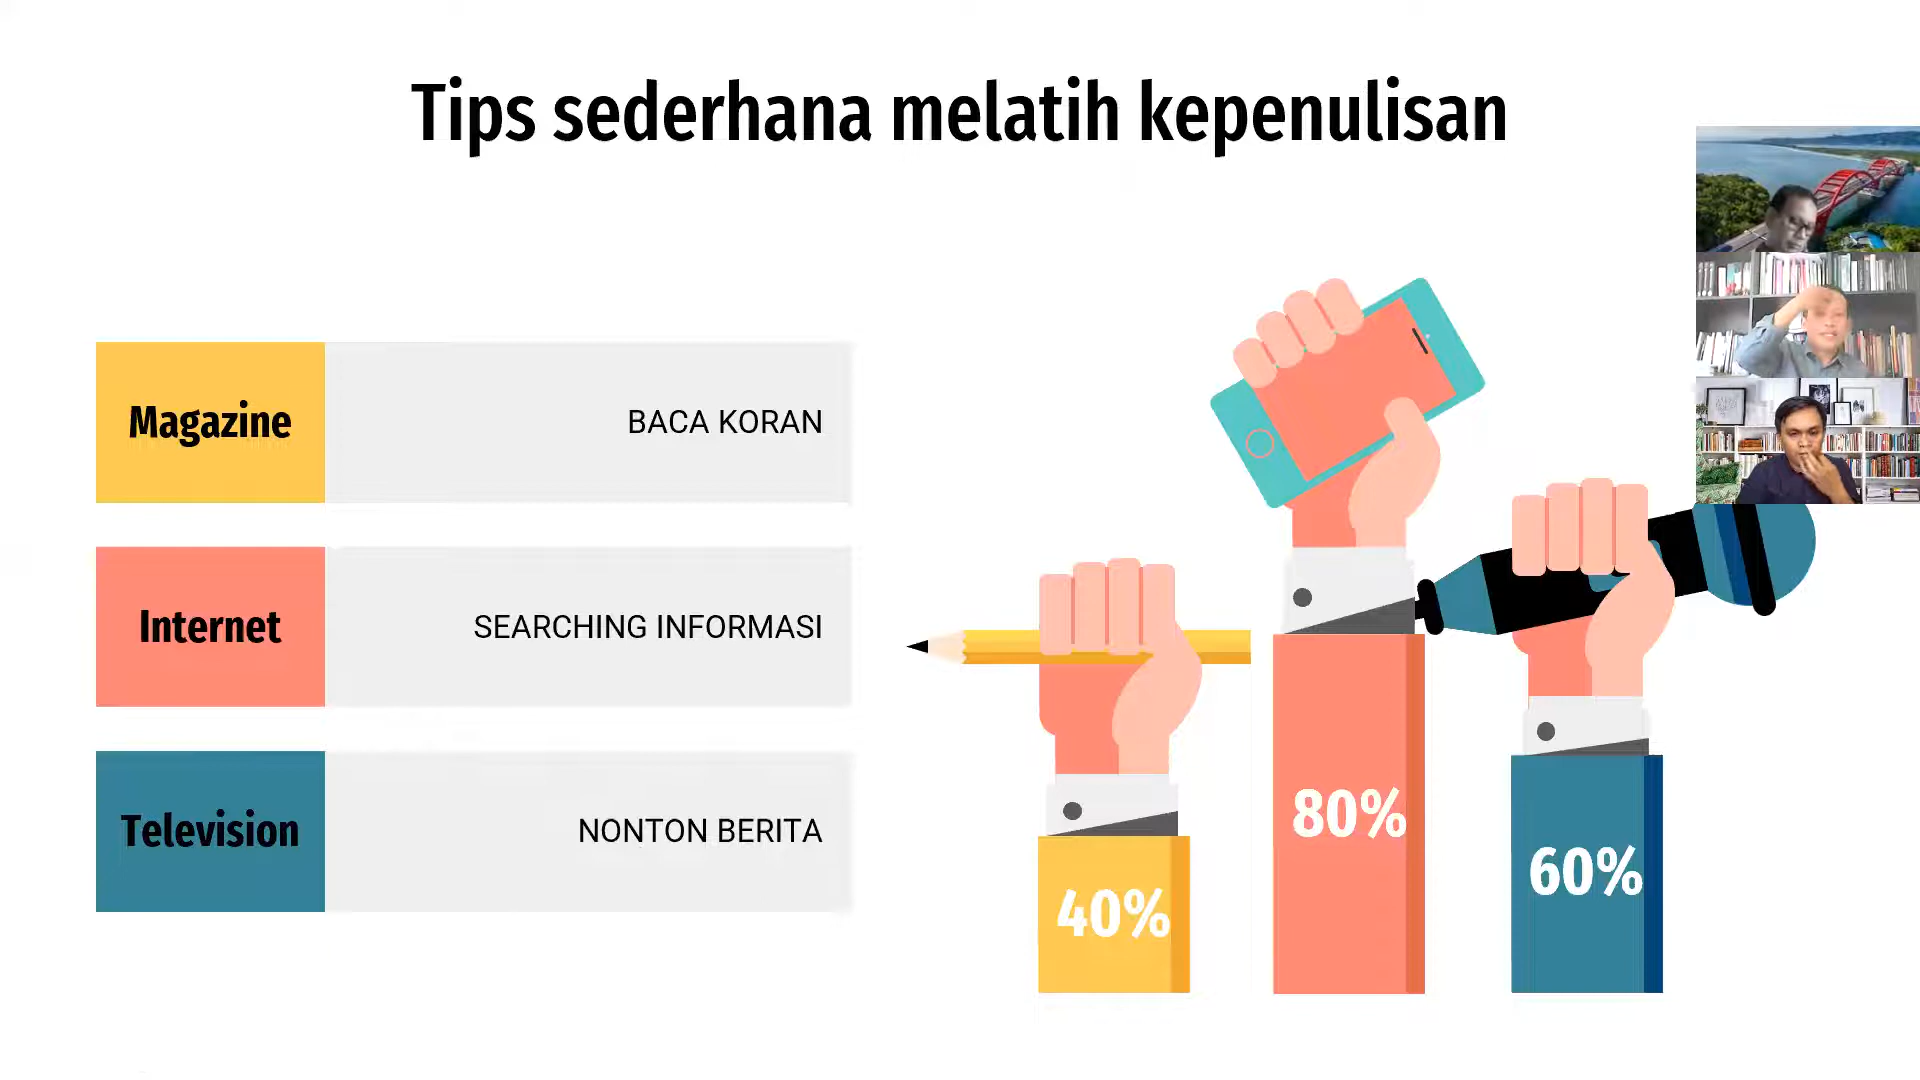 Tips sederhana melatih kepenulisan
Magazine
BACA KORAN
Internet
SEARCHING INFORMASI
Television
NONTON BERITA
40%
80%
60%